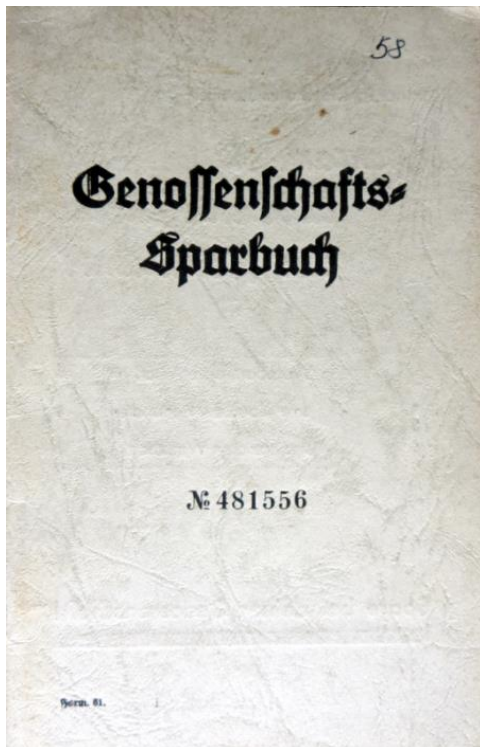 58
Genossenschafts-
Sparbuch
№ 481556
Form. 61.